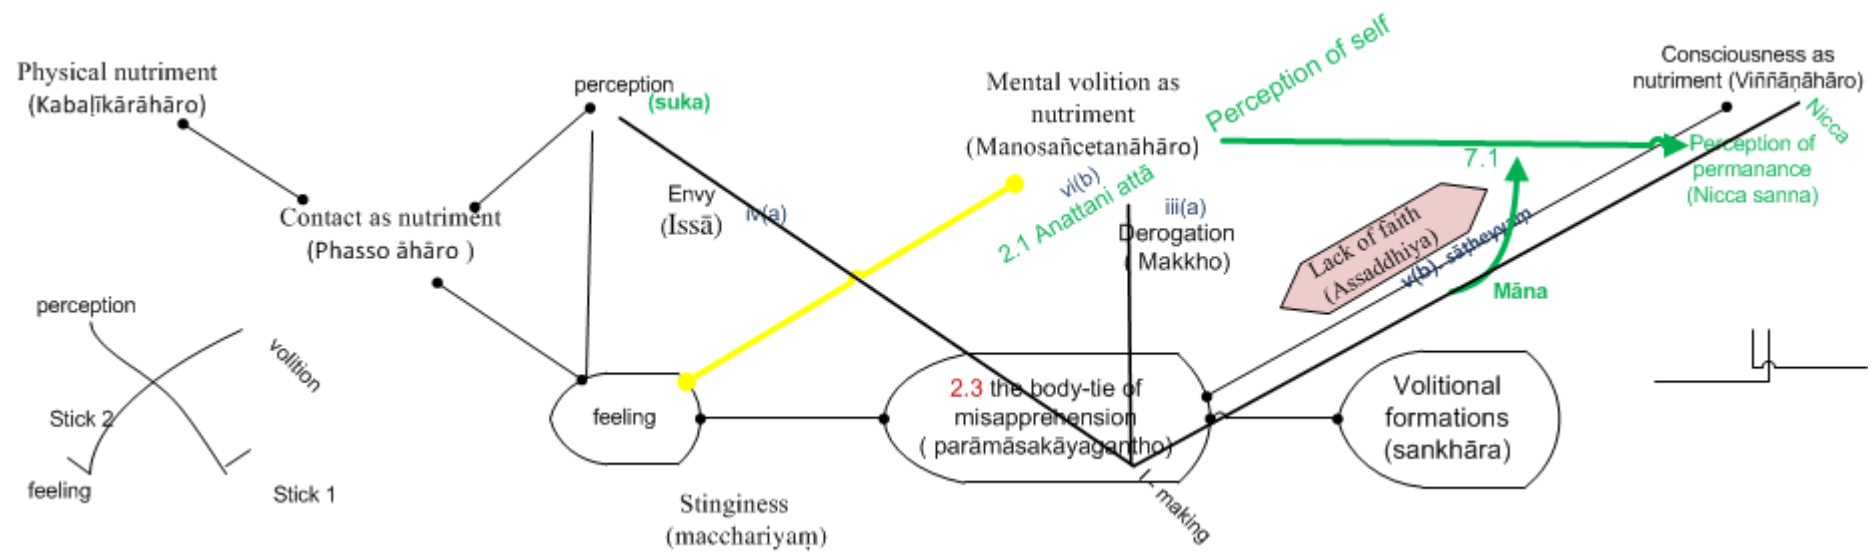 Physical nutriment
(Kabaḷīkārāhāro)
perception
(suka)
Mental volition as
nutriment
(Manosañcetanāhāro)
Perception of self
Consciousness as
nutriment (Viññāṇāhāro)
Nicca
Perception of
permanance
(Nicca sanna)
7.1
Contact as nutriment
(Phasso āhāro )
Envy
(Issā)
iv(a)
vi(b)
2.1 Anattani attā
iii(a)
Derogation
( Makkho)
Lack of faith
(Assaddhiya)
v(b). sāṭheyyaṃ
Māna
perception
volition
Stick 2
feeling
Stick 1
feeling
2.3 the body-tie of
misapprehension
( parāmāsakāyagantho)
Volitional
formations
(sankhāra)
I - making
Stinginess
(macchariyaṃ)